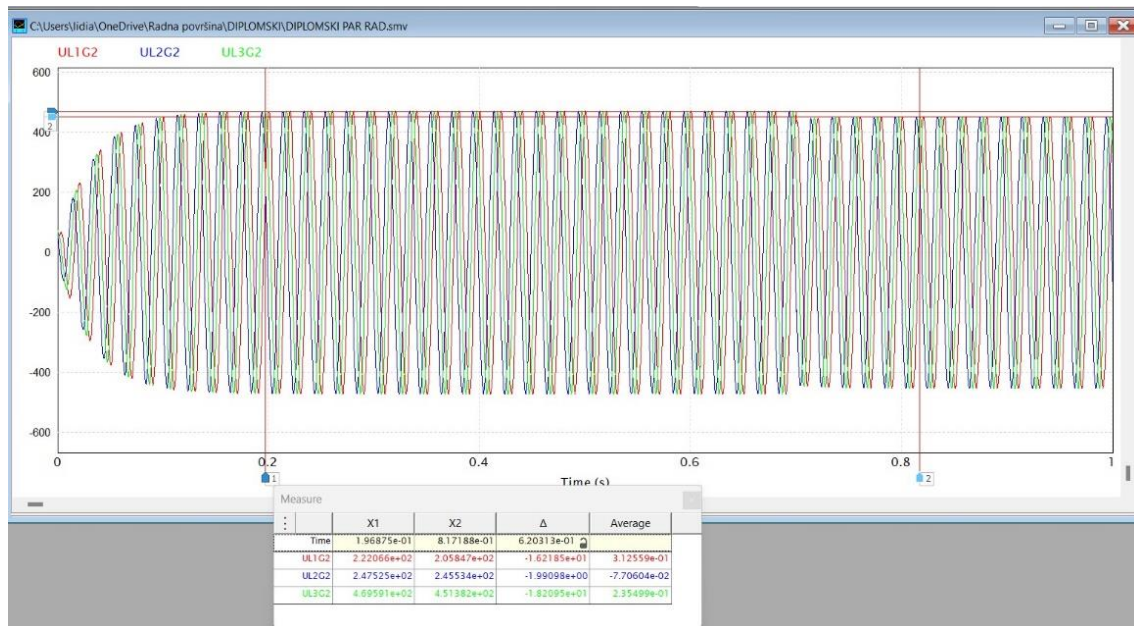 C:\Users\lidia\OneDrive\Radna površina\DIPLOMSKI\DIPLOMSKI PAR RAD.smv
UL1G2 UL2G2 UL3G2
600
400
200
0
-200
-400
-600
0 0.2 0.4 0.6 0.8 1
1 2
Time (s)
Measure
X1 X2 Δ Average
Time 1.96875e-01 8.17188e-01 6.20313e-01
UL1G2 2.22066e+02 2.05847e+02 -1.62185e+01 3.12559e-01
UL2G2 2.47525e+02 2.45534e+02 -1.99098e+00 -7.70604e-02
UL3G2 4.69591e+02 4.51382e+02 -1.82095e+01 2.35499e-01